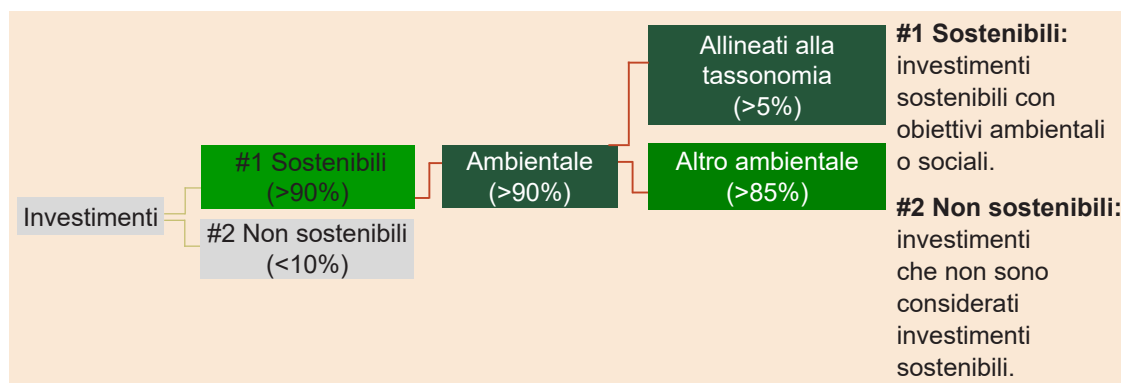 Investimenti
#1 Sostenibili
(>90%)
#2 Non sostenibili
(<10%)
Ambientale
(>90%)
Allineati alla
tassonomia
(>5%)
Altro ambientale
(>85%)
#1 Sostenibili:
investimenti
sostenibili con
obiettivi ambientali
o sociali.
#2 Non sostenibili:
investimenti
che non sono
considerati
investimenti
sostenibili.